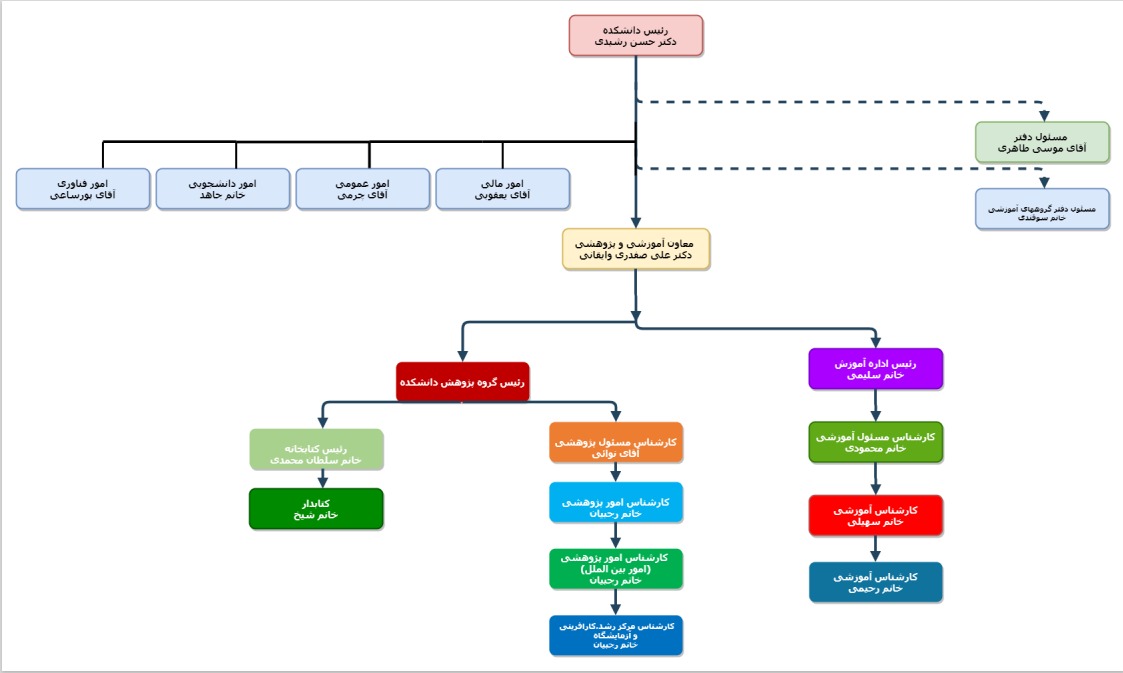 رئیس دانشکده
دکتر حسن رشیدی
مسئول دفتر
آقای موسی طاهری
امور فناوری
آقای پورساعی
امور دانشجویی
خانم جاهد
امور عمومی
آقای جرمی
امور مالی
آقای یعقوبی
مسئول دفتر گروههای آموزشی
خانم سوقندی
معاون آموزشی و پژوهشی
دکتر علی صفدری وایقانی
رئیس اداره آموزش
خانم سلیمی
رئیس گروه پژوهش دانشکده
کارشناس مسئول آموزشی
خانم محمودی
کارشناس مسئول پژوهشی
آقای نوائی
رئیس کتابخانه
خانم سلطان محمدی
کارشناس امور پژوهشی
خانم رجبیان
کتابدار
خانم شیخ
کارشناس آموزشی
خانم سهیلی
کارشناس امور پژوهشی
(امور بین الملل)
خانم رجبیان
کارشناس آموزشی
خانم رحیمی
کارشناس مرکز رشد،کارآفرینی
و آزمایشگاه
خانم رجبیان